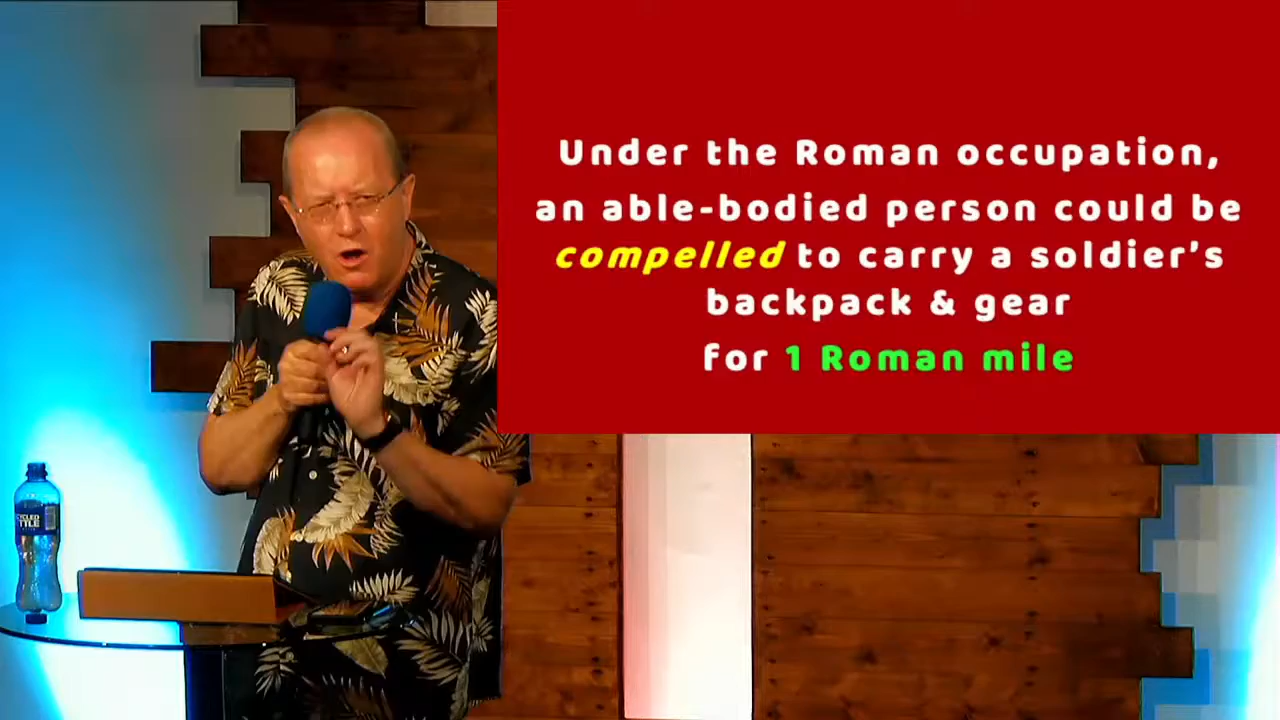 Under the Roman occupation,
an able-bodied person could be
compelled to carry a soldier's
backpack & gear
for 1 Roman mile